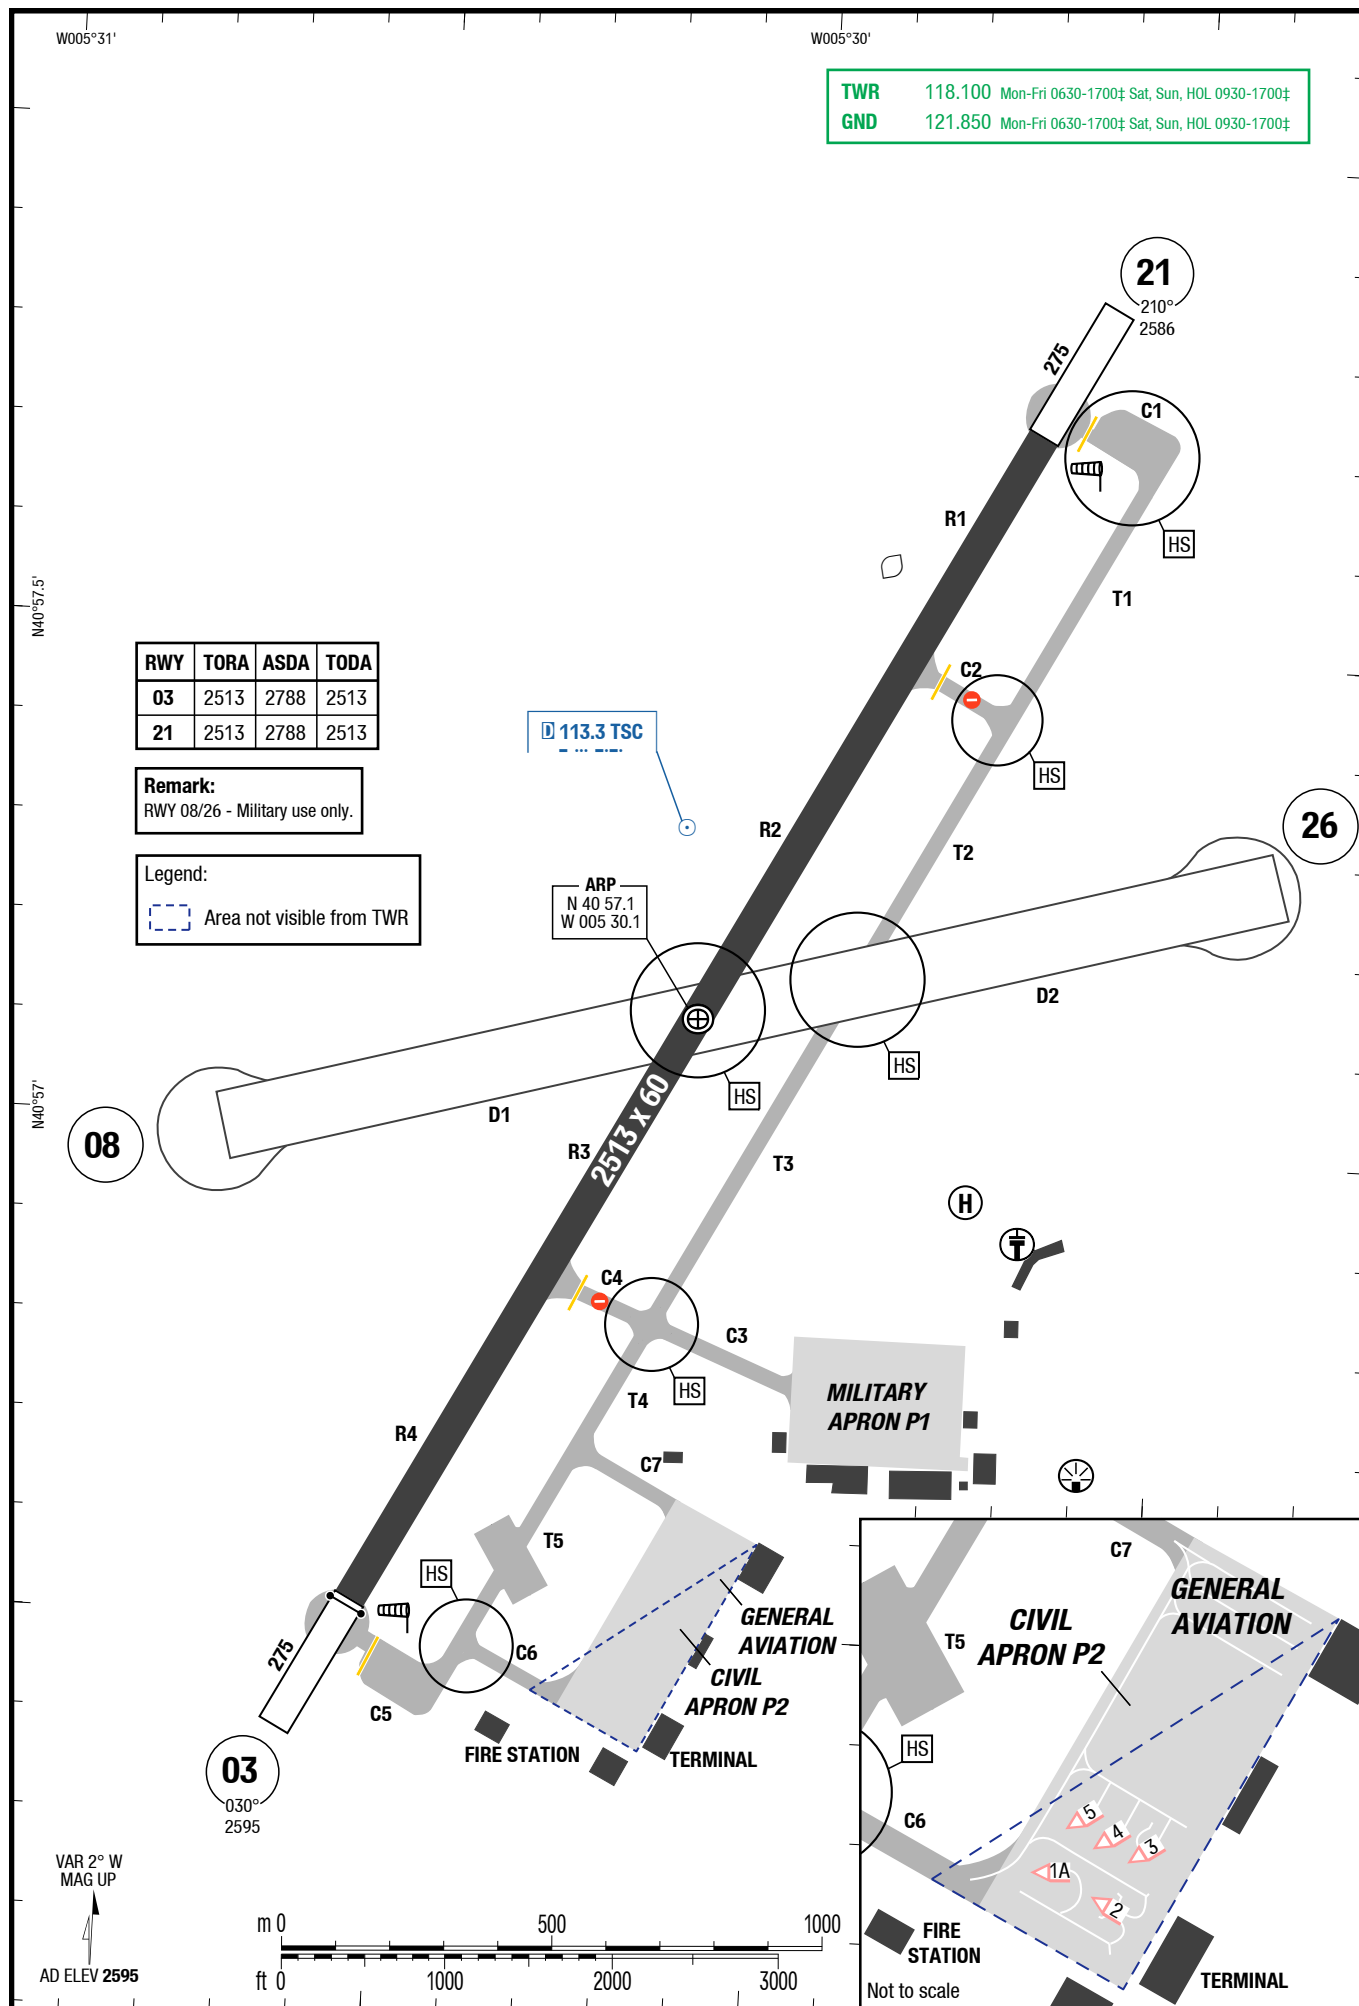 W005°31'
W005°30'
TWR 118.100 Mon-Fri 0630-1700‡ Sat, Sun, HOL 0930-1700‡
GND 121.850 Mon-Fri 0630-1700‡ Sat, Sun, HOL 0930-1700‡
21
210°
2586
275
C1
HS
R1
T1
N40°57.5'
RWY TORA ASDA TODA
03 2513 2788 2513
21 2513 2788 2513
C2
HS
D 113.3 TSC
Remark:
RWY 08/26 - Military use only.
R2
T2
26
Legend:
Area not visible from TWR
ARP
N 40 57.1
W 005 30.1
D2
HS
HS
N40°57'
D1
08
2513 x 60
R3
T3
H
C4
C3
HS
T4
MILITARY
APRON P1
R4
C7
T5
HS
GENERAL
AVIATION
C6
CIVIL
APRON P2
275
C5
FIRE STATION
TERMINAL
03
030°
2595
C7
GENERAL
AVIATION
CIVIL
APRON P2
T5
HS
C6
5
4
3
1A
2
FIRE
STATION
TERMINAL
Not to scale
VAR 2° W
MAG UP
AD ELEV 2595
m 0 500 1000
ft 0 1000 2000 3000